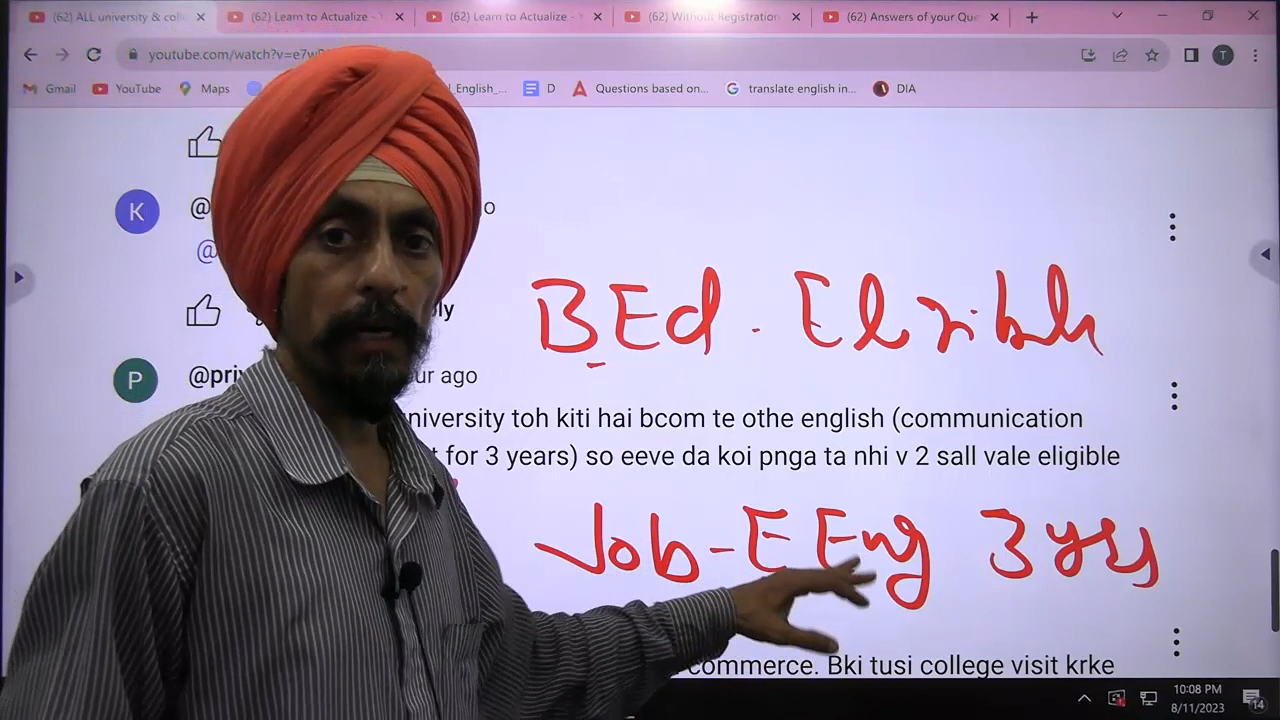 (62) ALL university & coll
(62) Learn to Actualize - Y
(62) Learn to Actualize - Y
(62) Without Registration
(62) Answers of your Que
youtube.com/watch?v=e7w
Gmail
YouTube
Maps
English_...
D
Questions based on...
translate english in...
DIA
T
K
@
@
BEd - Eligible
P
@priy
ur ago
niversity toh kiti hai bcom te othe english (communication
t for 3 years) so eeve da koi pnga ta nhi v 2 sall vale eligible
Job - E Eng 3 yrs
commerce. Bki tusi college visit krke
10:08 PM
8/11/2023
14